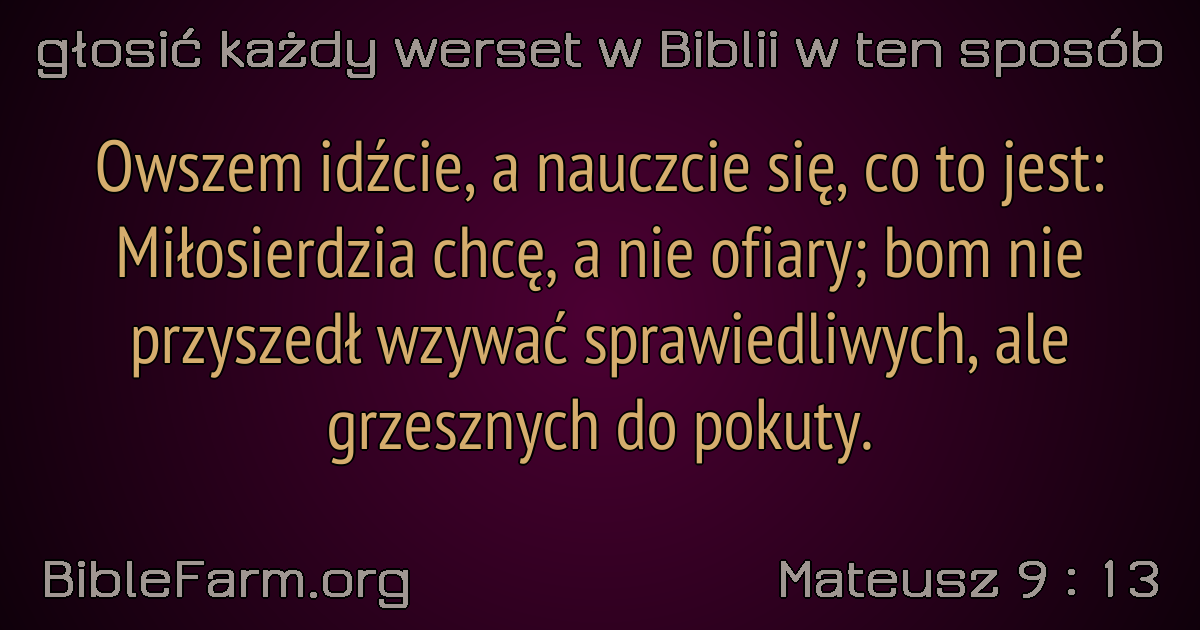 głosić każdy werset w Biblii w ten sposób
Owszem idźcie, a nauczcie się, co to jest:
Miłosierdzia chcę, a nie ofiary; bom nie
przyszedł wzywać sprawiedliwych, ale
grzesznych do pokuty.
BibleFarm.org
Mateusz 9 : 13